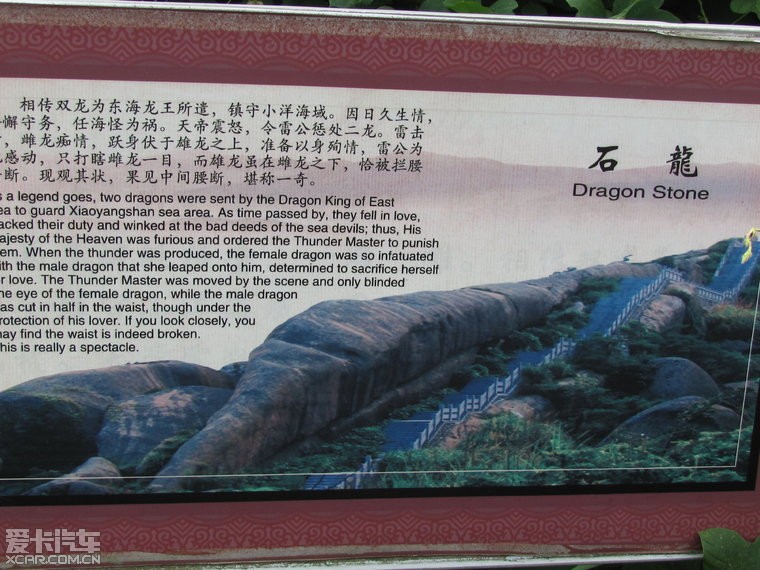 相传双龙为东海龙王所遣，镇守小洋海域。因日久生情，
懈守务，任海怪为祸。天帝震怒，令雷公惩处二龙。雷击
，雌龙痴情，跃身伏于雄龙之上，准备以身殉情，雷公为
感动，只打瞎雌龙一目，而雄龙虽在雌龙之下，恰被拦腰
断。现观其状，果见中间腰断，堪称一奇。
石龍
Dragon Stone
s a legend goes, two dragons were sent by the Dragon King of East
ea to guard Xiaoyangshan sea area. As time passed by, they fell in love,
acked their duty and winked at the bad deeds of the sea devils; thus, His
ajesty of the Heaven was furious and ordered the Thunder Master to punish
em. When the thunder was produced, the female dragon was so infatuated
ith the male dragon that she leaped onto him, determined to sacrifice herself
r love. The Thunder Master was moved by the scene and only blinded
ne eye of the female dragon, while the male dragon
as cut in half in the waist, though under the
rotection of his lover. If you look closely, you
may find the waist is indeed broken.
his is really a spectacle.
爱卡汽车
XCAR.COM.CN